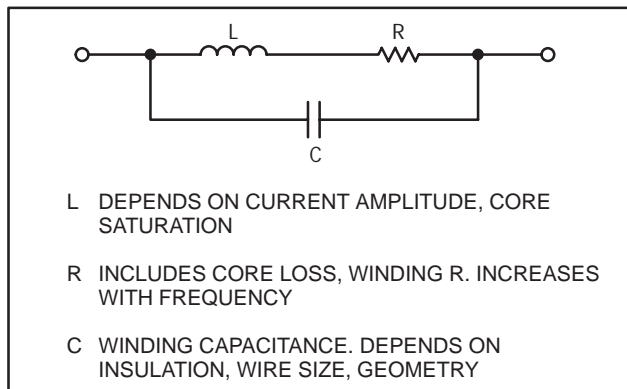 L
R
C
L DEPENDS ON CURRENT AMPLITUDE, CORE
SATURATION
R INCLUDES CORE LOSS, WINDING R. INCREASES
WITH FREQUENCY
C WINDING CAPACITANCE. DEPENDS ON
INSULATION, WIRE SIZE, GEOMETRY